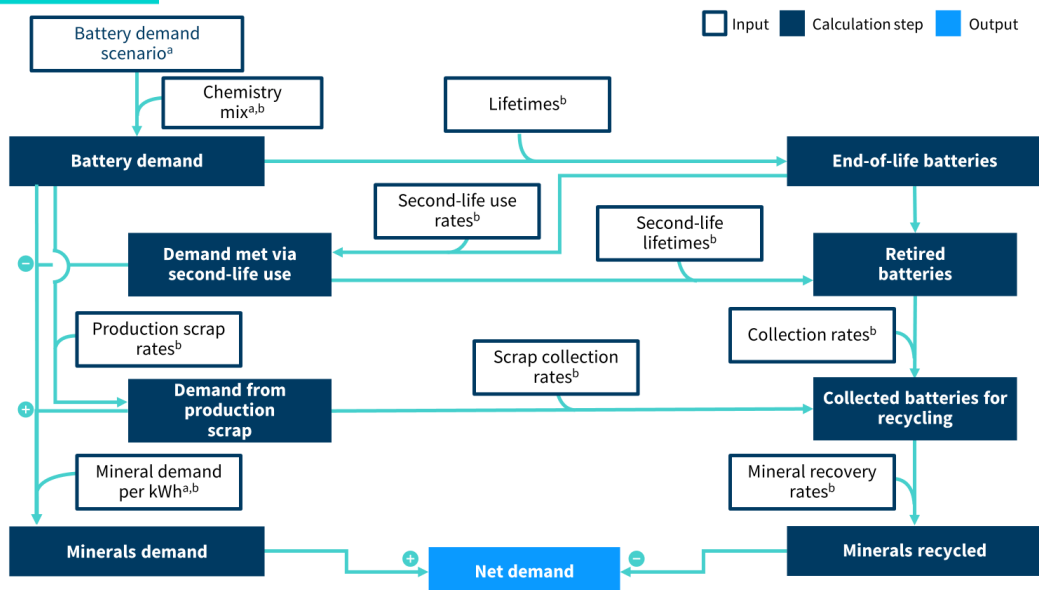 Battery demand
scenarioᵃ
Input
Calculation step
Output
Chemistry
mixᵃ,ᵇ
Lifetimesᵇ
Battery demand
End-of-life batteries
Second-life use
ratesᵇ
Second-life
lifetimesᵇ
Demand met via
second-life use
Retired
batteries
−
Production scrap
ratesᵇ
Scrap collection
ratesᵇ
Collection ratesᵇ
Demand from
production
scrap
Collected batteries for
recycling
+
Mineral demand
per kWhᵃ,ᵇ
Mineral recovery
ratesᵇ
Minerals demand
+
Net demand
−
Minerals recycled